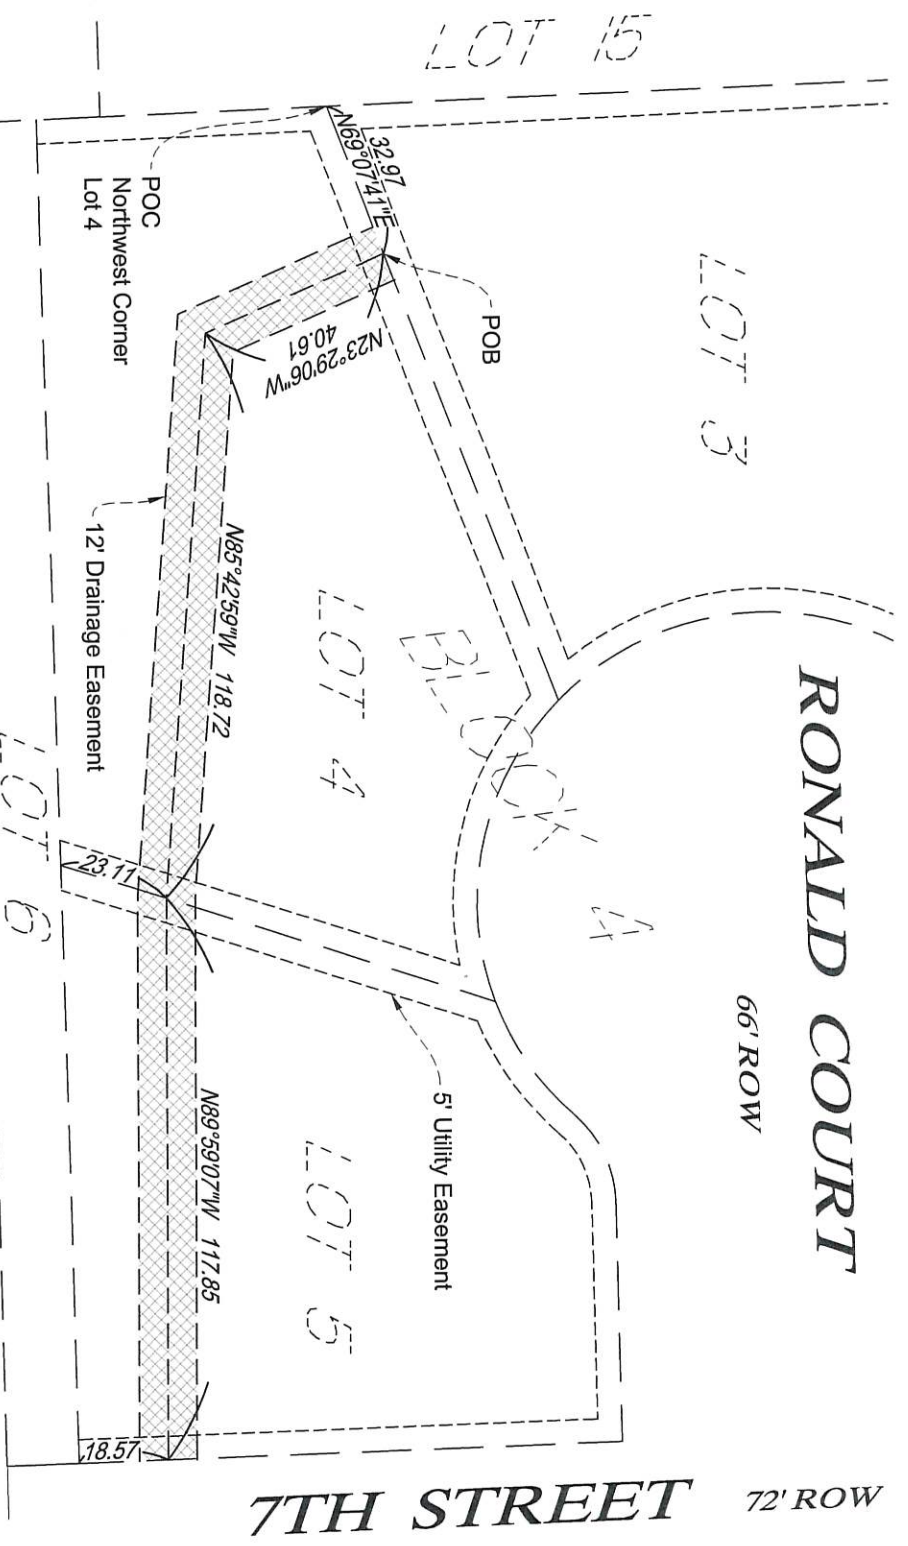 LOT 15
32.97
N69°07'41"E
POC
Northwest Corner
Lot 4
LOT 3
POB
N23°29'06"W
40.61
12' Drainage Easement
N85°42'59"W 118.72
LOT 4
BLOCK 4
RONALD COURT
66' ROW
LOT 6
23.11
5' Utility Easement
N89°59'07"W 117.85
LOT 5
18.57
7TH STREET 72' ROW